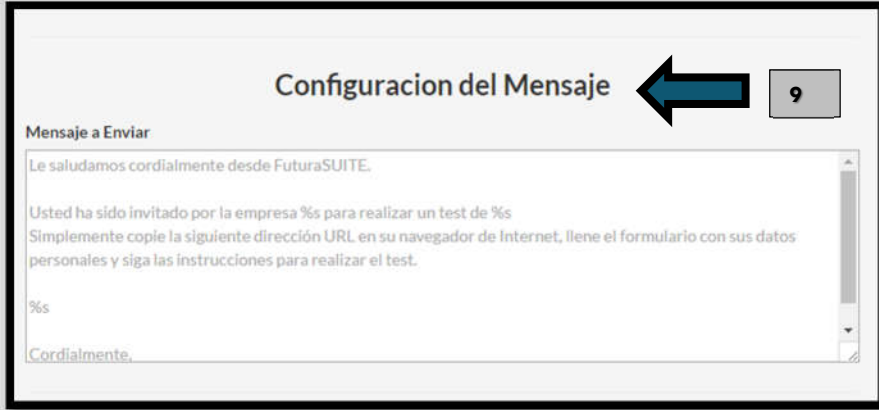 Configuracion del Mensaje
9
Mensaje a Enviar
Le saludamos cordialmente desde FuturaSUITE.
Usted ha sido invitado por la empresa %s para realizar un test de %s
Simplemente copie la siguiente dirección URL en su navegador de Internet, llene el formulario con sus datos
personales y siga las instrucciones para realizar el test.
%s
Cordialmente,